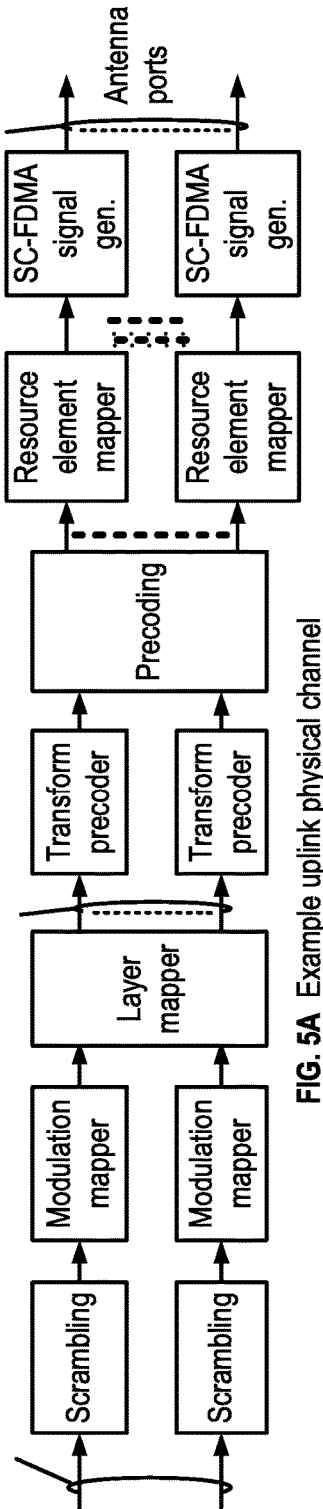 Scrambling
Modulation
mapper
Layer
mapper
Transform
precoder
Precoding
Resource
element
mapper
SC-FDMA
signal
gen.
Antenna
ports
Scrambling
Modulation
mapper
Transform
precoder
Resource
element
mapper
SC-FDMA
signal
gen.
FIG. 5A Example uplink physical channel